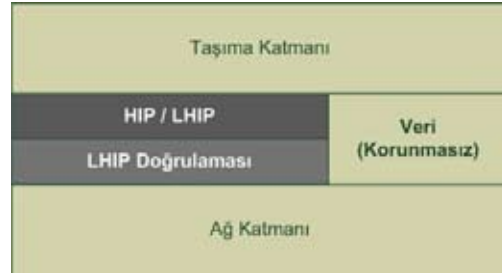 Taşıma Katmanı
HIP / LHIP
LHIP Doğrulaması
Veri
(Korunmasız)
Ağ Katmanı